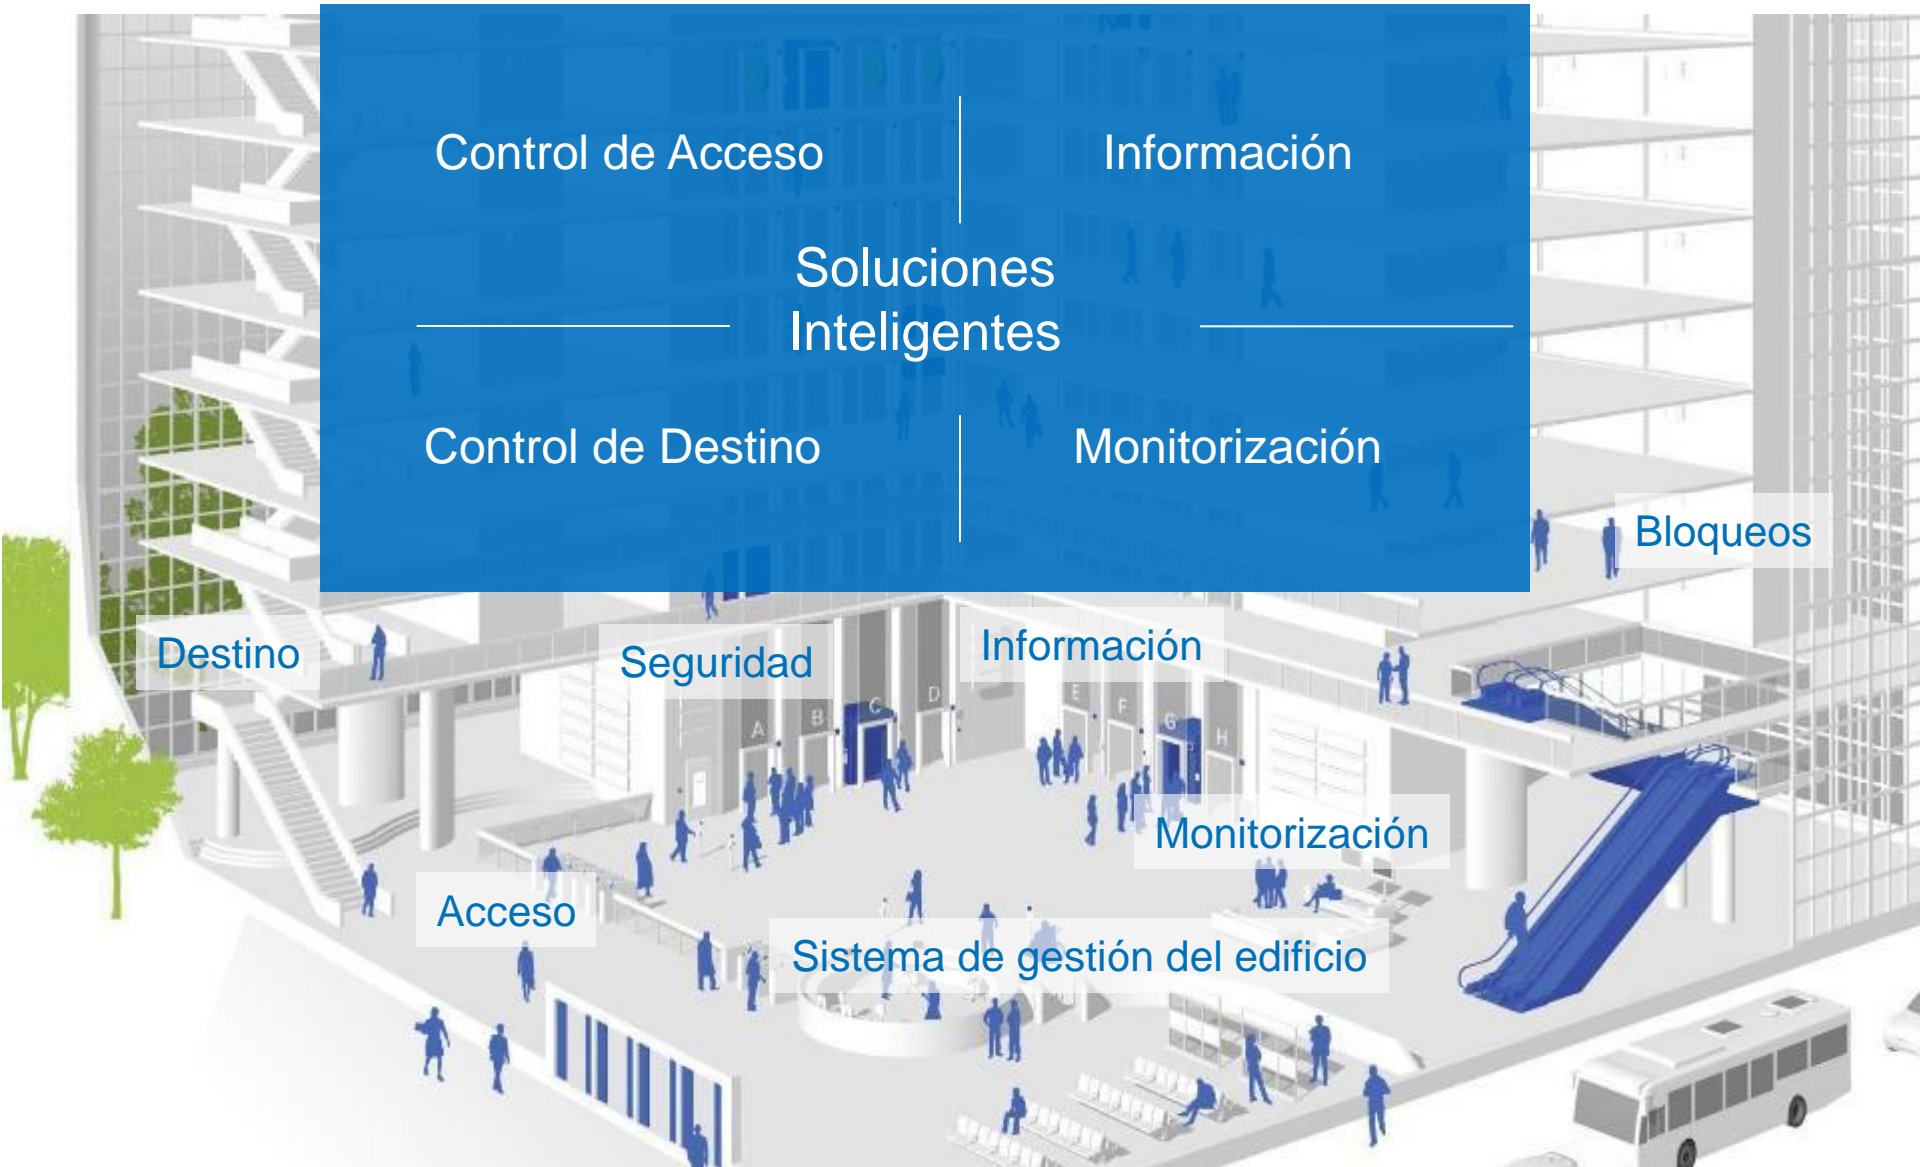 Control de Acceso
Información
Soluciones
Inteligentes
Control de Destino
Monitorización
Bloqueos
Destino
Seguridad
Información
A
B
C
D
E
F
G
H
Monitorización
Acceso
Sistema de gestión del edificio